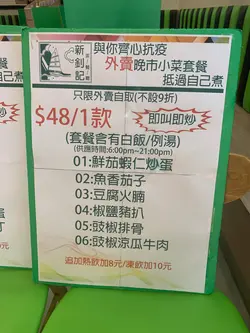 新釗記
與你齊心抗疫
外賣晚市小菜套餐
抵過自己煮
只限外賣自取(不設9折)
$48/1款
即叫即炒
(套餐會有白飯/例湯)
(供應時間:6:00pm~21:00pm)
01:鮮茄蝦仁炒蛋
02:魚香茄子
03:豆腐火腩
04:椒鹽豬扒
05:豉椒排骨
06:豉椒涼瓜牛肉
追加熱飲加8元/凍飲加10元
元